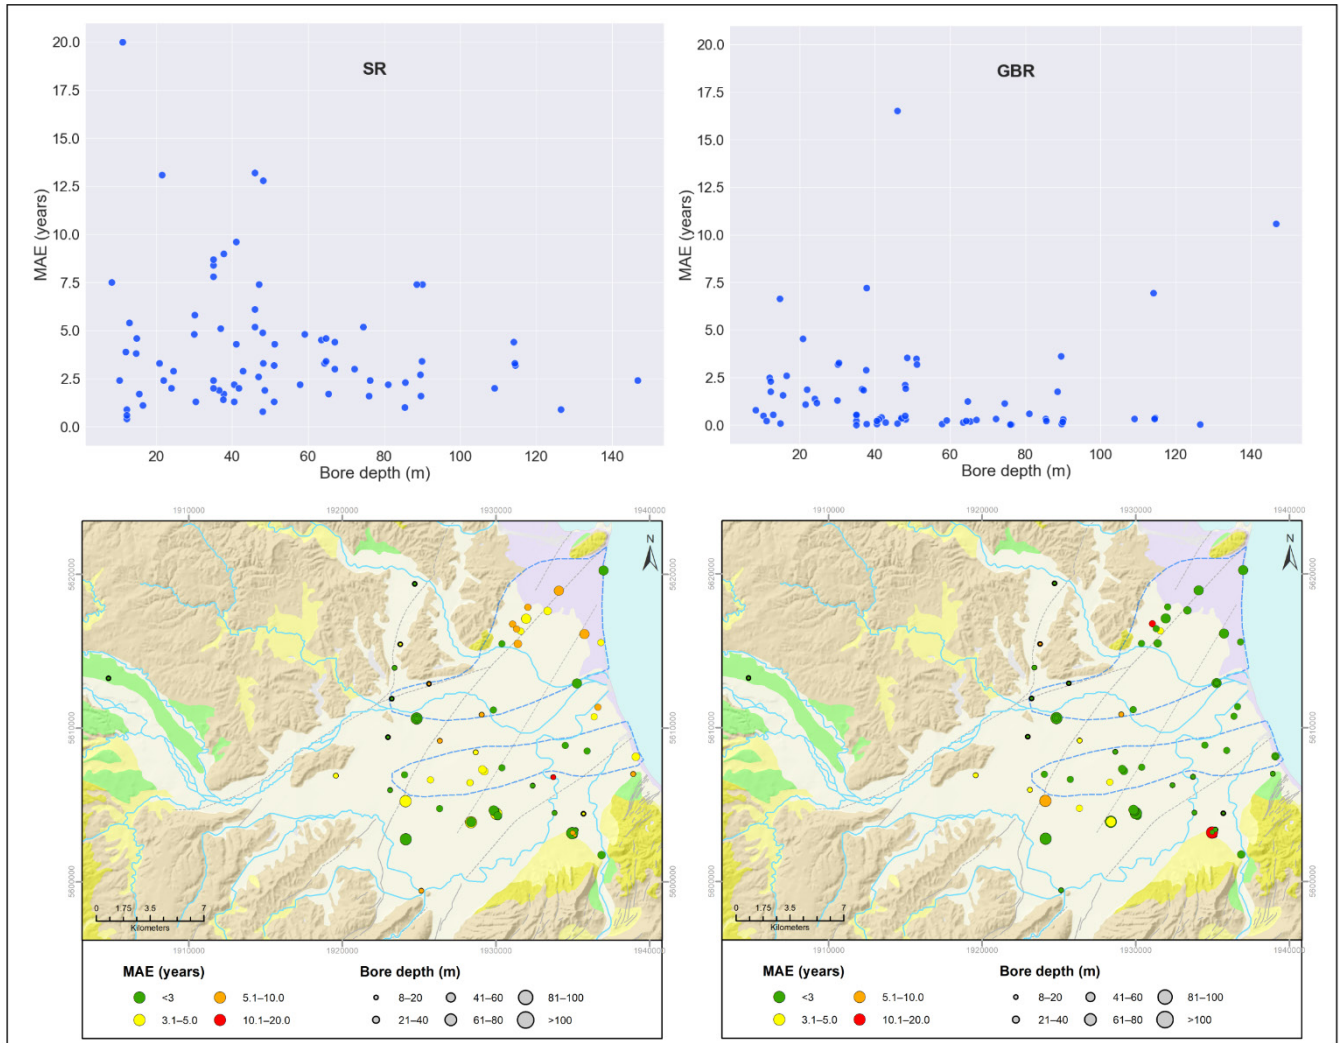 SR
20.0
17.5
15.0
12.5
10.0
7.5
5.0
2.5
0.0
MAE (years)
20 40 60 80 100 120 140
Bore depth (m)
GBR
20.0
17.5
15.0
12.5
10.0
7.5
5.0
2.5
0.0
MAE (years)
20 40 60 80 100 120 140
Bore depth (m)
1910000 1920000 1930000 1940000
N
5620000 5620000
5610000 5610000
5600000 5600000
0 1.75 3.5 7
Kilometers
1910000 1920000 1930000 1940000
MAE (years) Bore depth (m)
<3 5.1–10.0 8–20 41–60 81–100
3.1–5.0 10.1–20.0 21–40 61–80 >100
1910000 1920000 1930000 1940000
N
5620000 5620000
5610000 5610000
5600000 5600000
0 1.75 3.5 7
Kilometers
1910000 1920000 1930000 1940000
MAE (years) Bore depth (m)
<3 5.1–10.0 8–20 41–60 81–100
3.1–5.0 10.1–20.0 21–40 61–80 >100